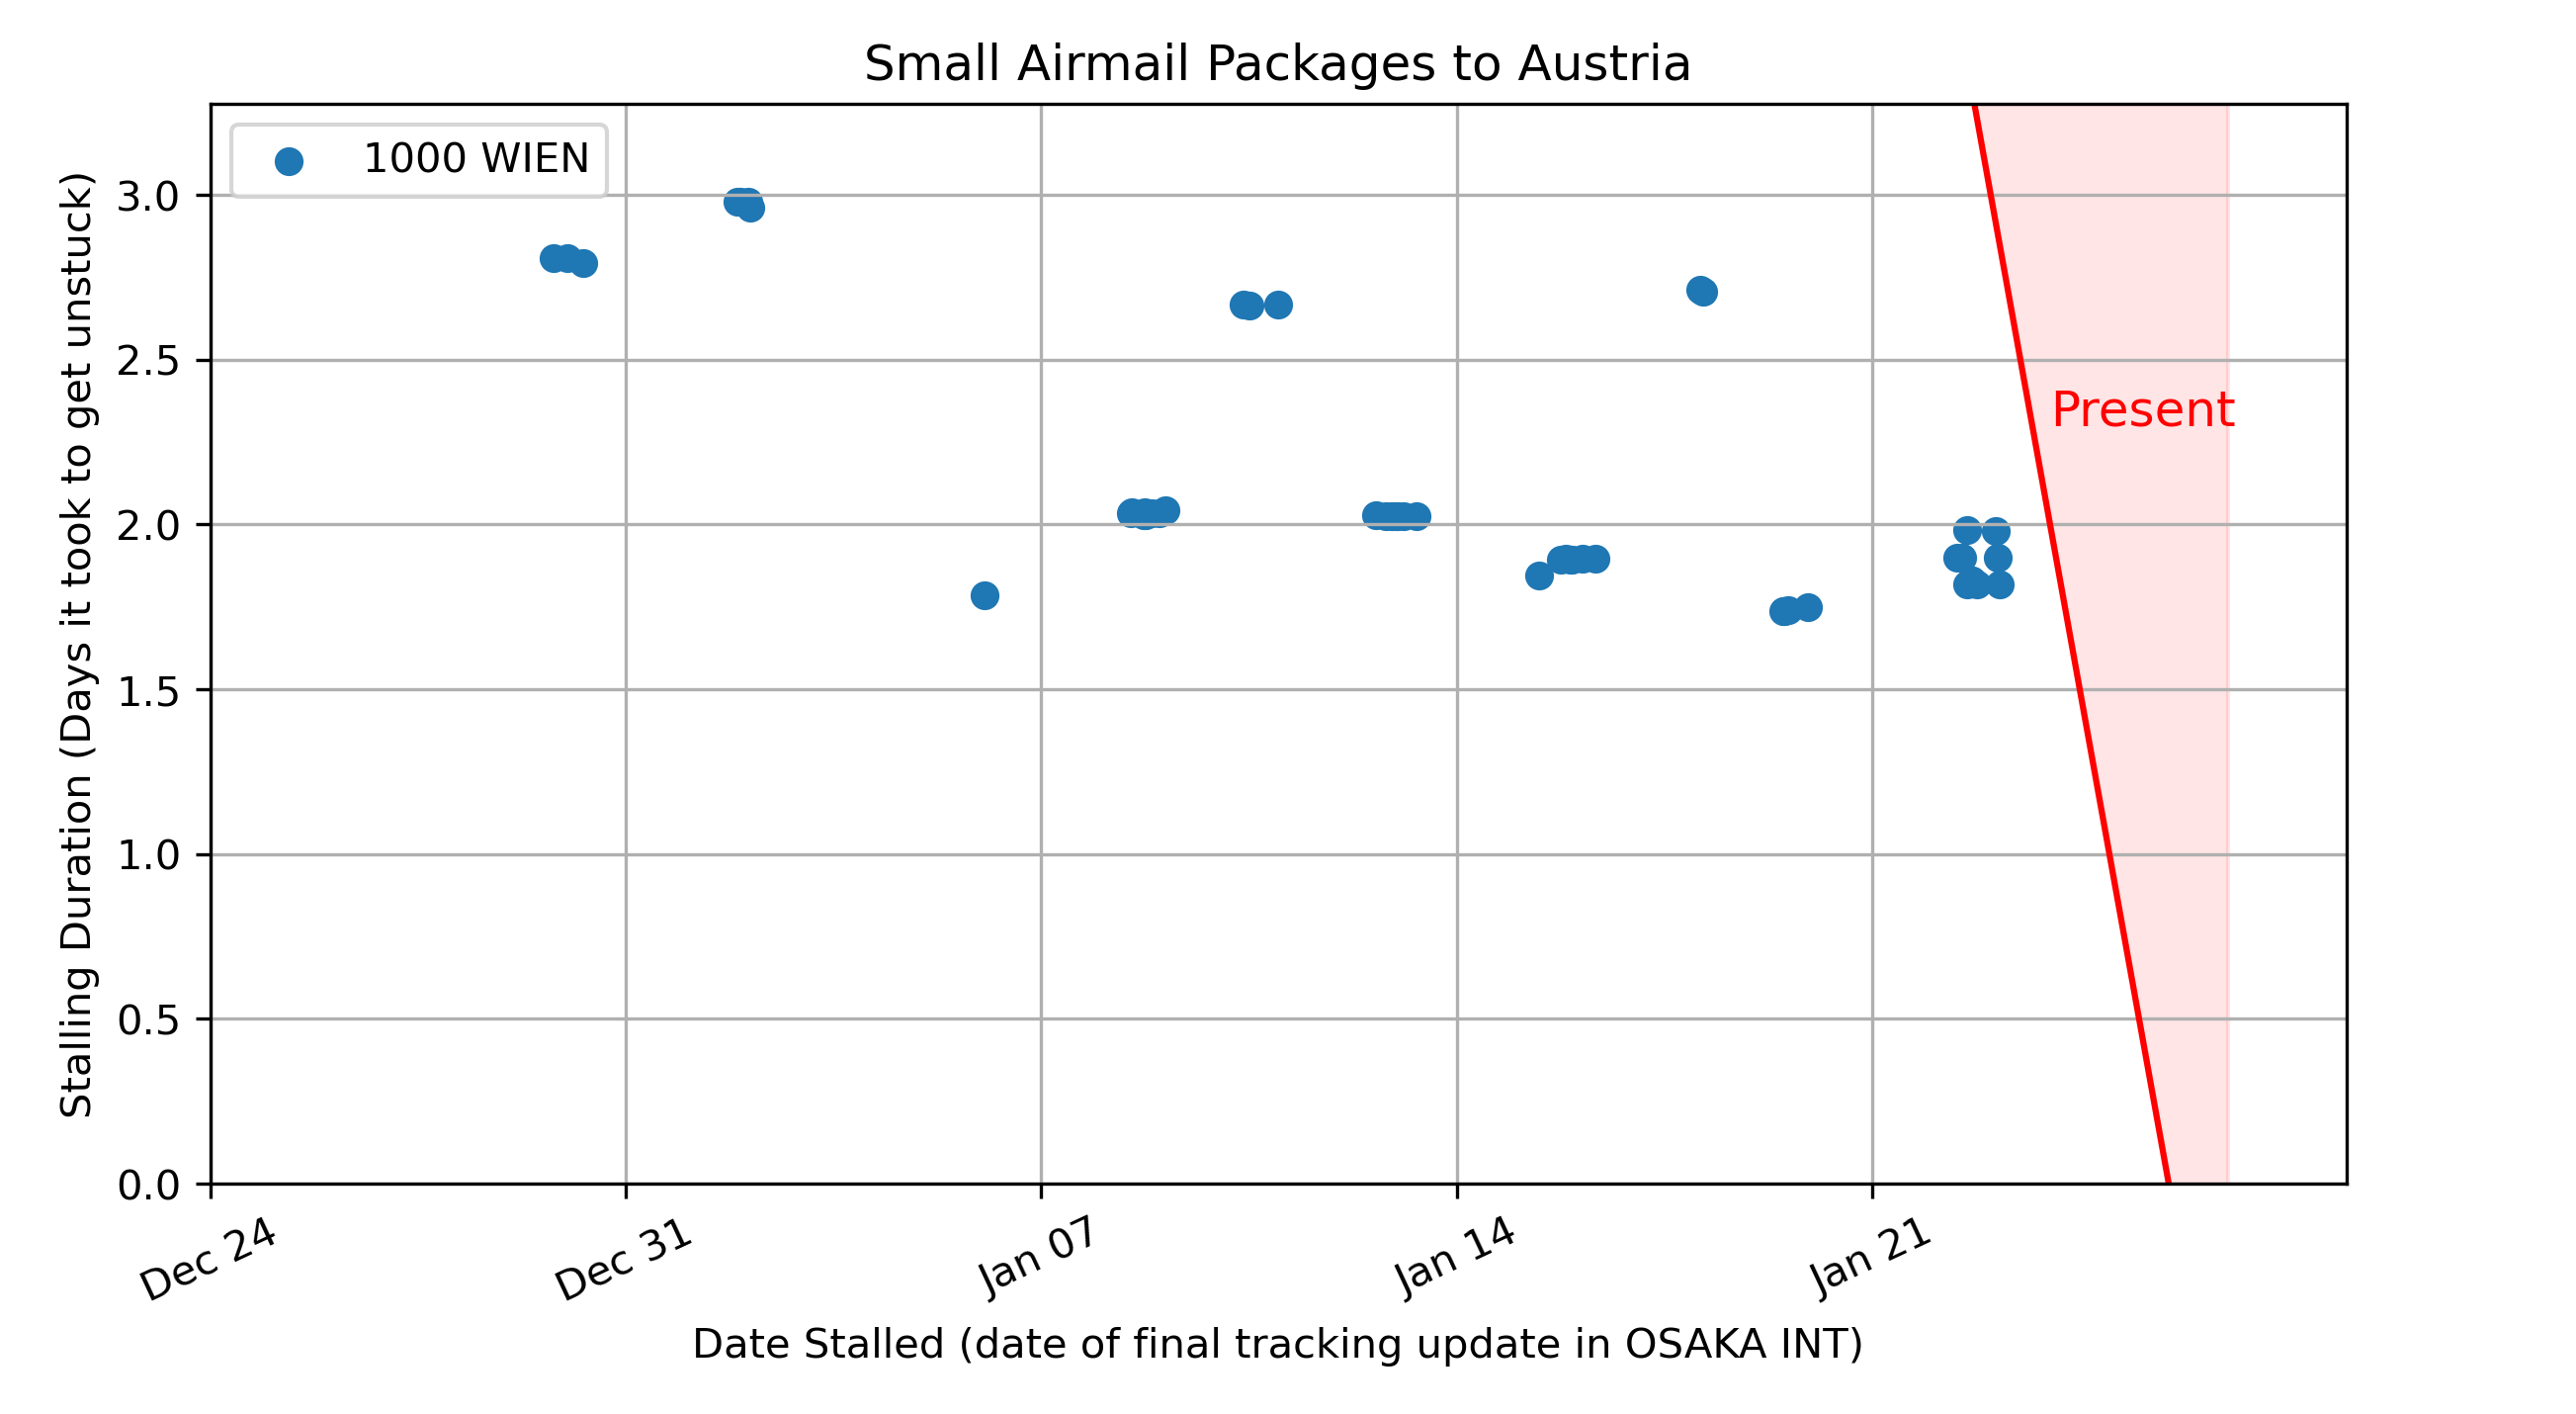 Small Airmail Packages to Austria
1000 WIEN
Present
Stalling Duration (Days it took to get unstuck)
3.0
2.5
2.0
1.5
1.0
0.5
0.0
Dec 24
Dec 31
Jan 07
Jan 14
Jan 21
Date Stalled (date of final tracking update in OSAKA INT)